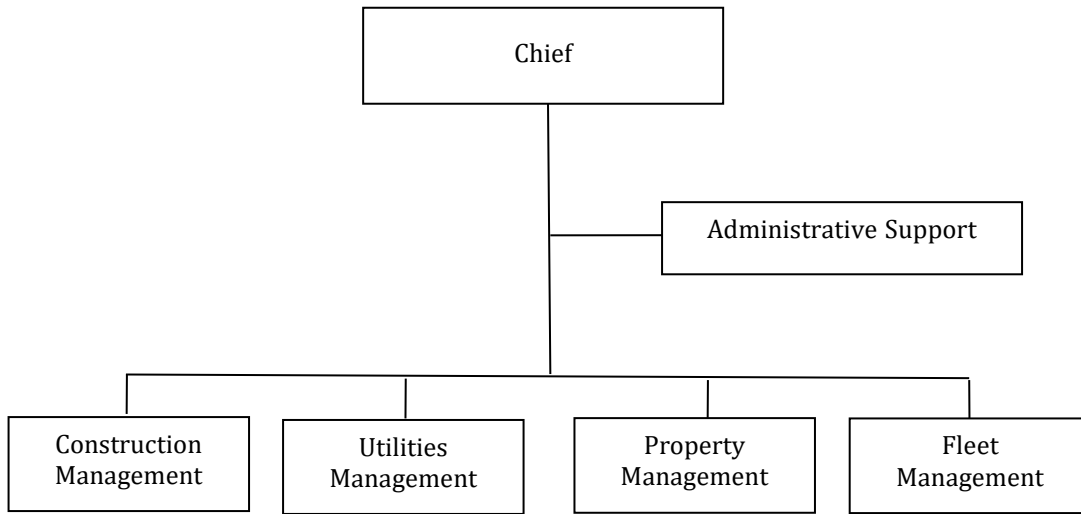 Chief
Administrative Support
Construction
Management
Utilities
Management
Property
Management
Fleet
Management